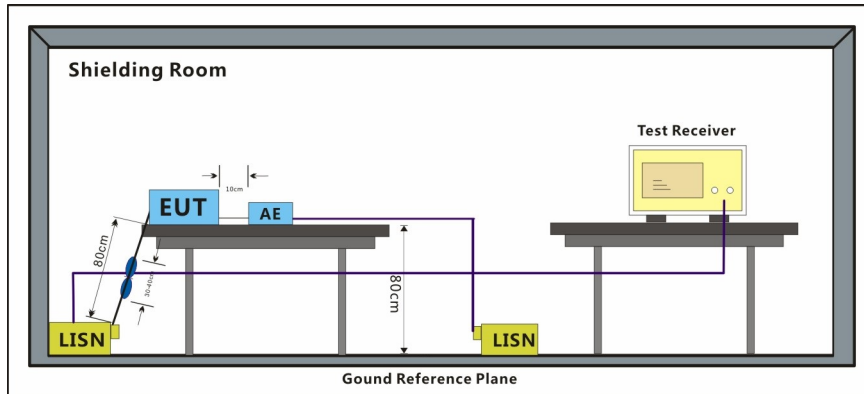 Shielding Room
Test Receiver
10cm
EUT
AE
80cm
30-40cm
80cm
LISN
LISN
Gound Reference Plane